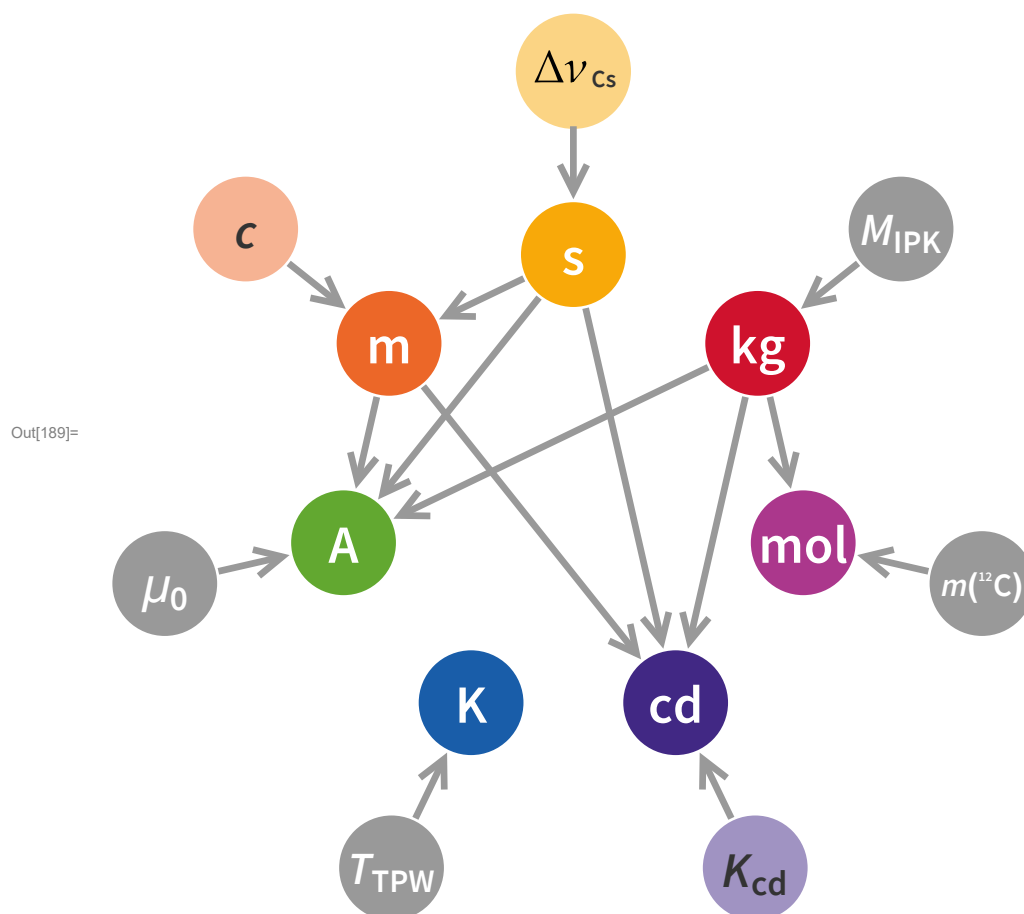 Δν Cs
c
M IPK
s
m
kg
Out[189]=
A
mol
μ0
m(¹²C)
K
cd
T TPW
K cd